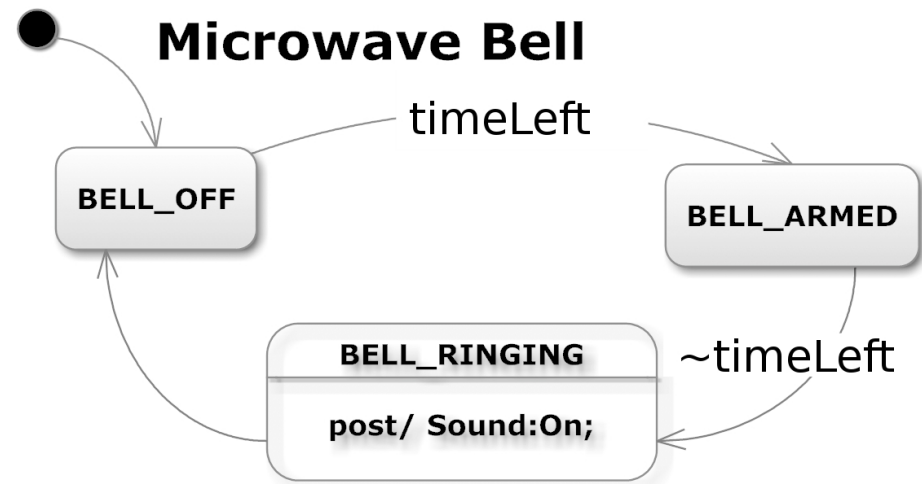 Microwave Bell
timeLeft
BELL_OFF
BELL_ARMED
BELL_RINGING
~timeLeft
post/ Sound:On;